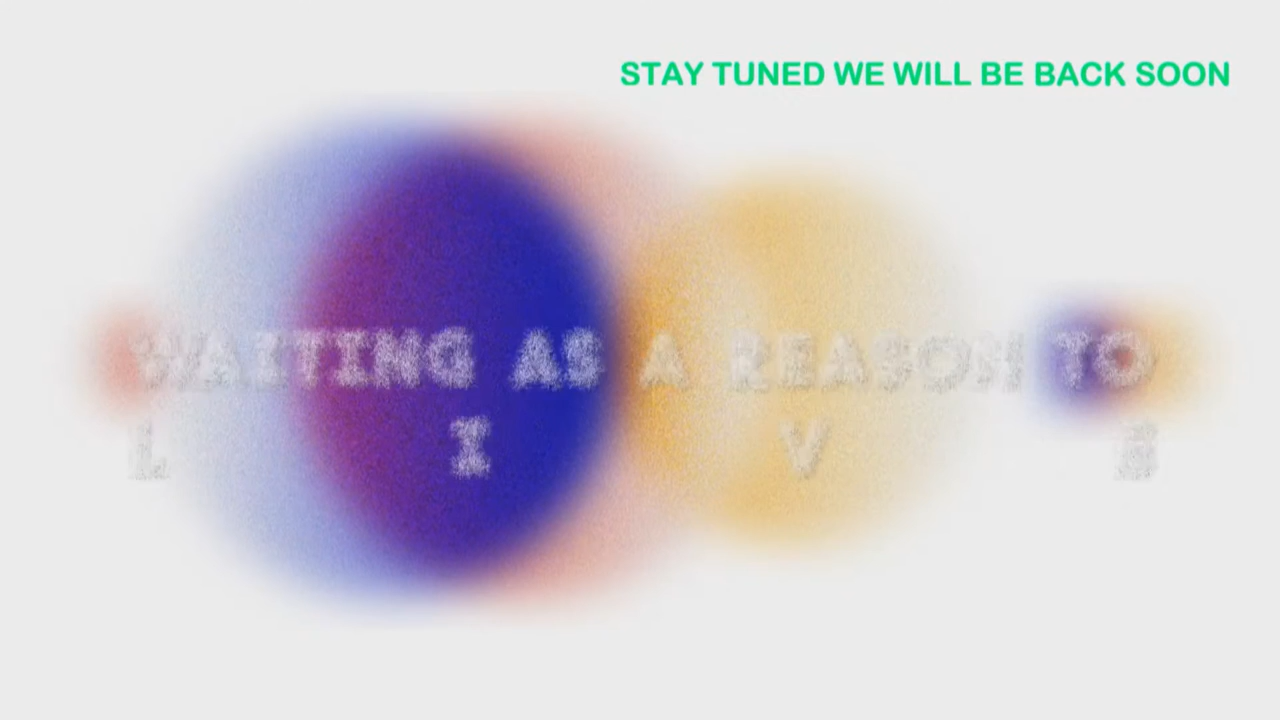 STAY TUNED WE WILL BE BACK SOON
WAITING AS A REASON TO
L I V E